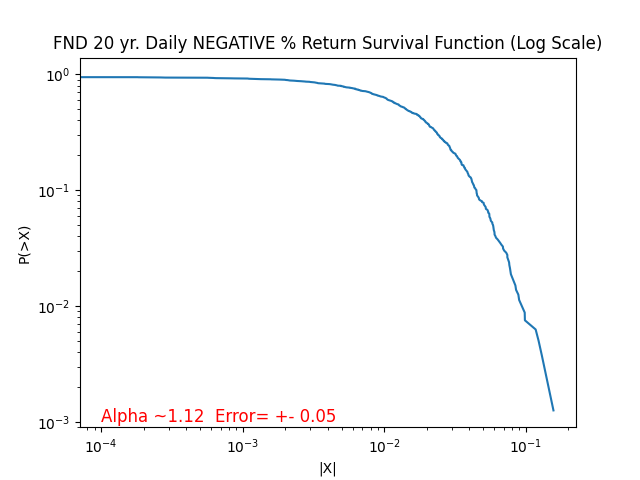 FND 20 yr. Daily NEGATIVE % Return Survival Function (Log Scale)
10⁰
10⁻¹
P(>X)
10⁻²
10⁻³
Alpha ~1.12  Error= +- 0.05
10⁻⁴ 10⁻³ 10⁻² 10⁻¹
|X|